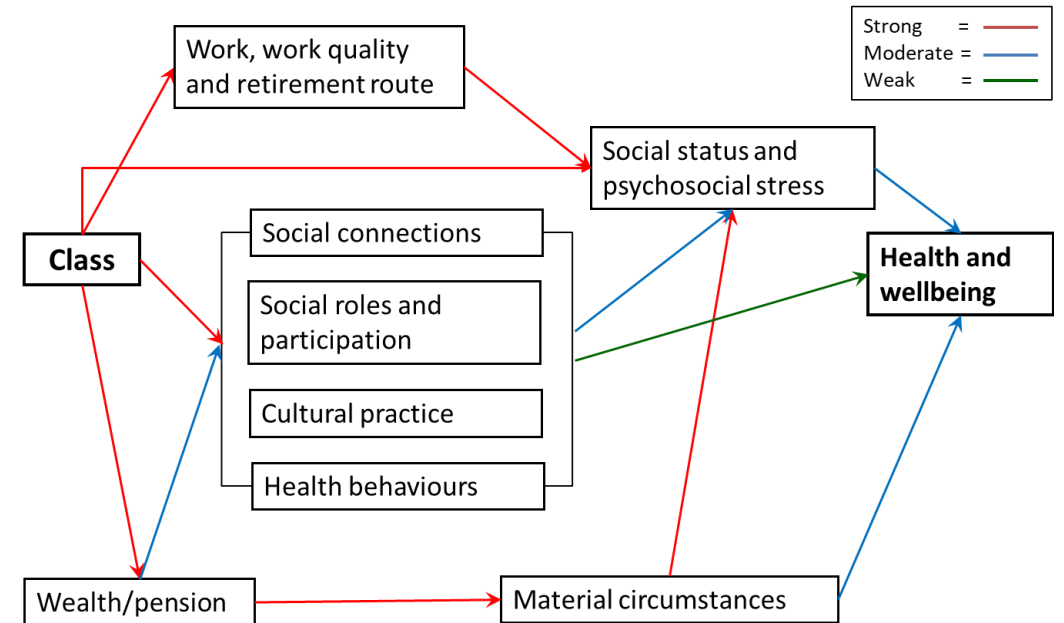 Strong =
Moderate =
Weak =
Work, work quality
and retirement route
Social status and
psychosocial stress
Social connections
Class
Health and
wellbeing
Social roles and
participation
Cultural practice
Health behaviours
Wealth/pension
Material circumstances